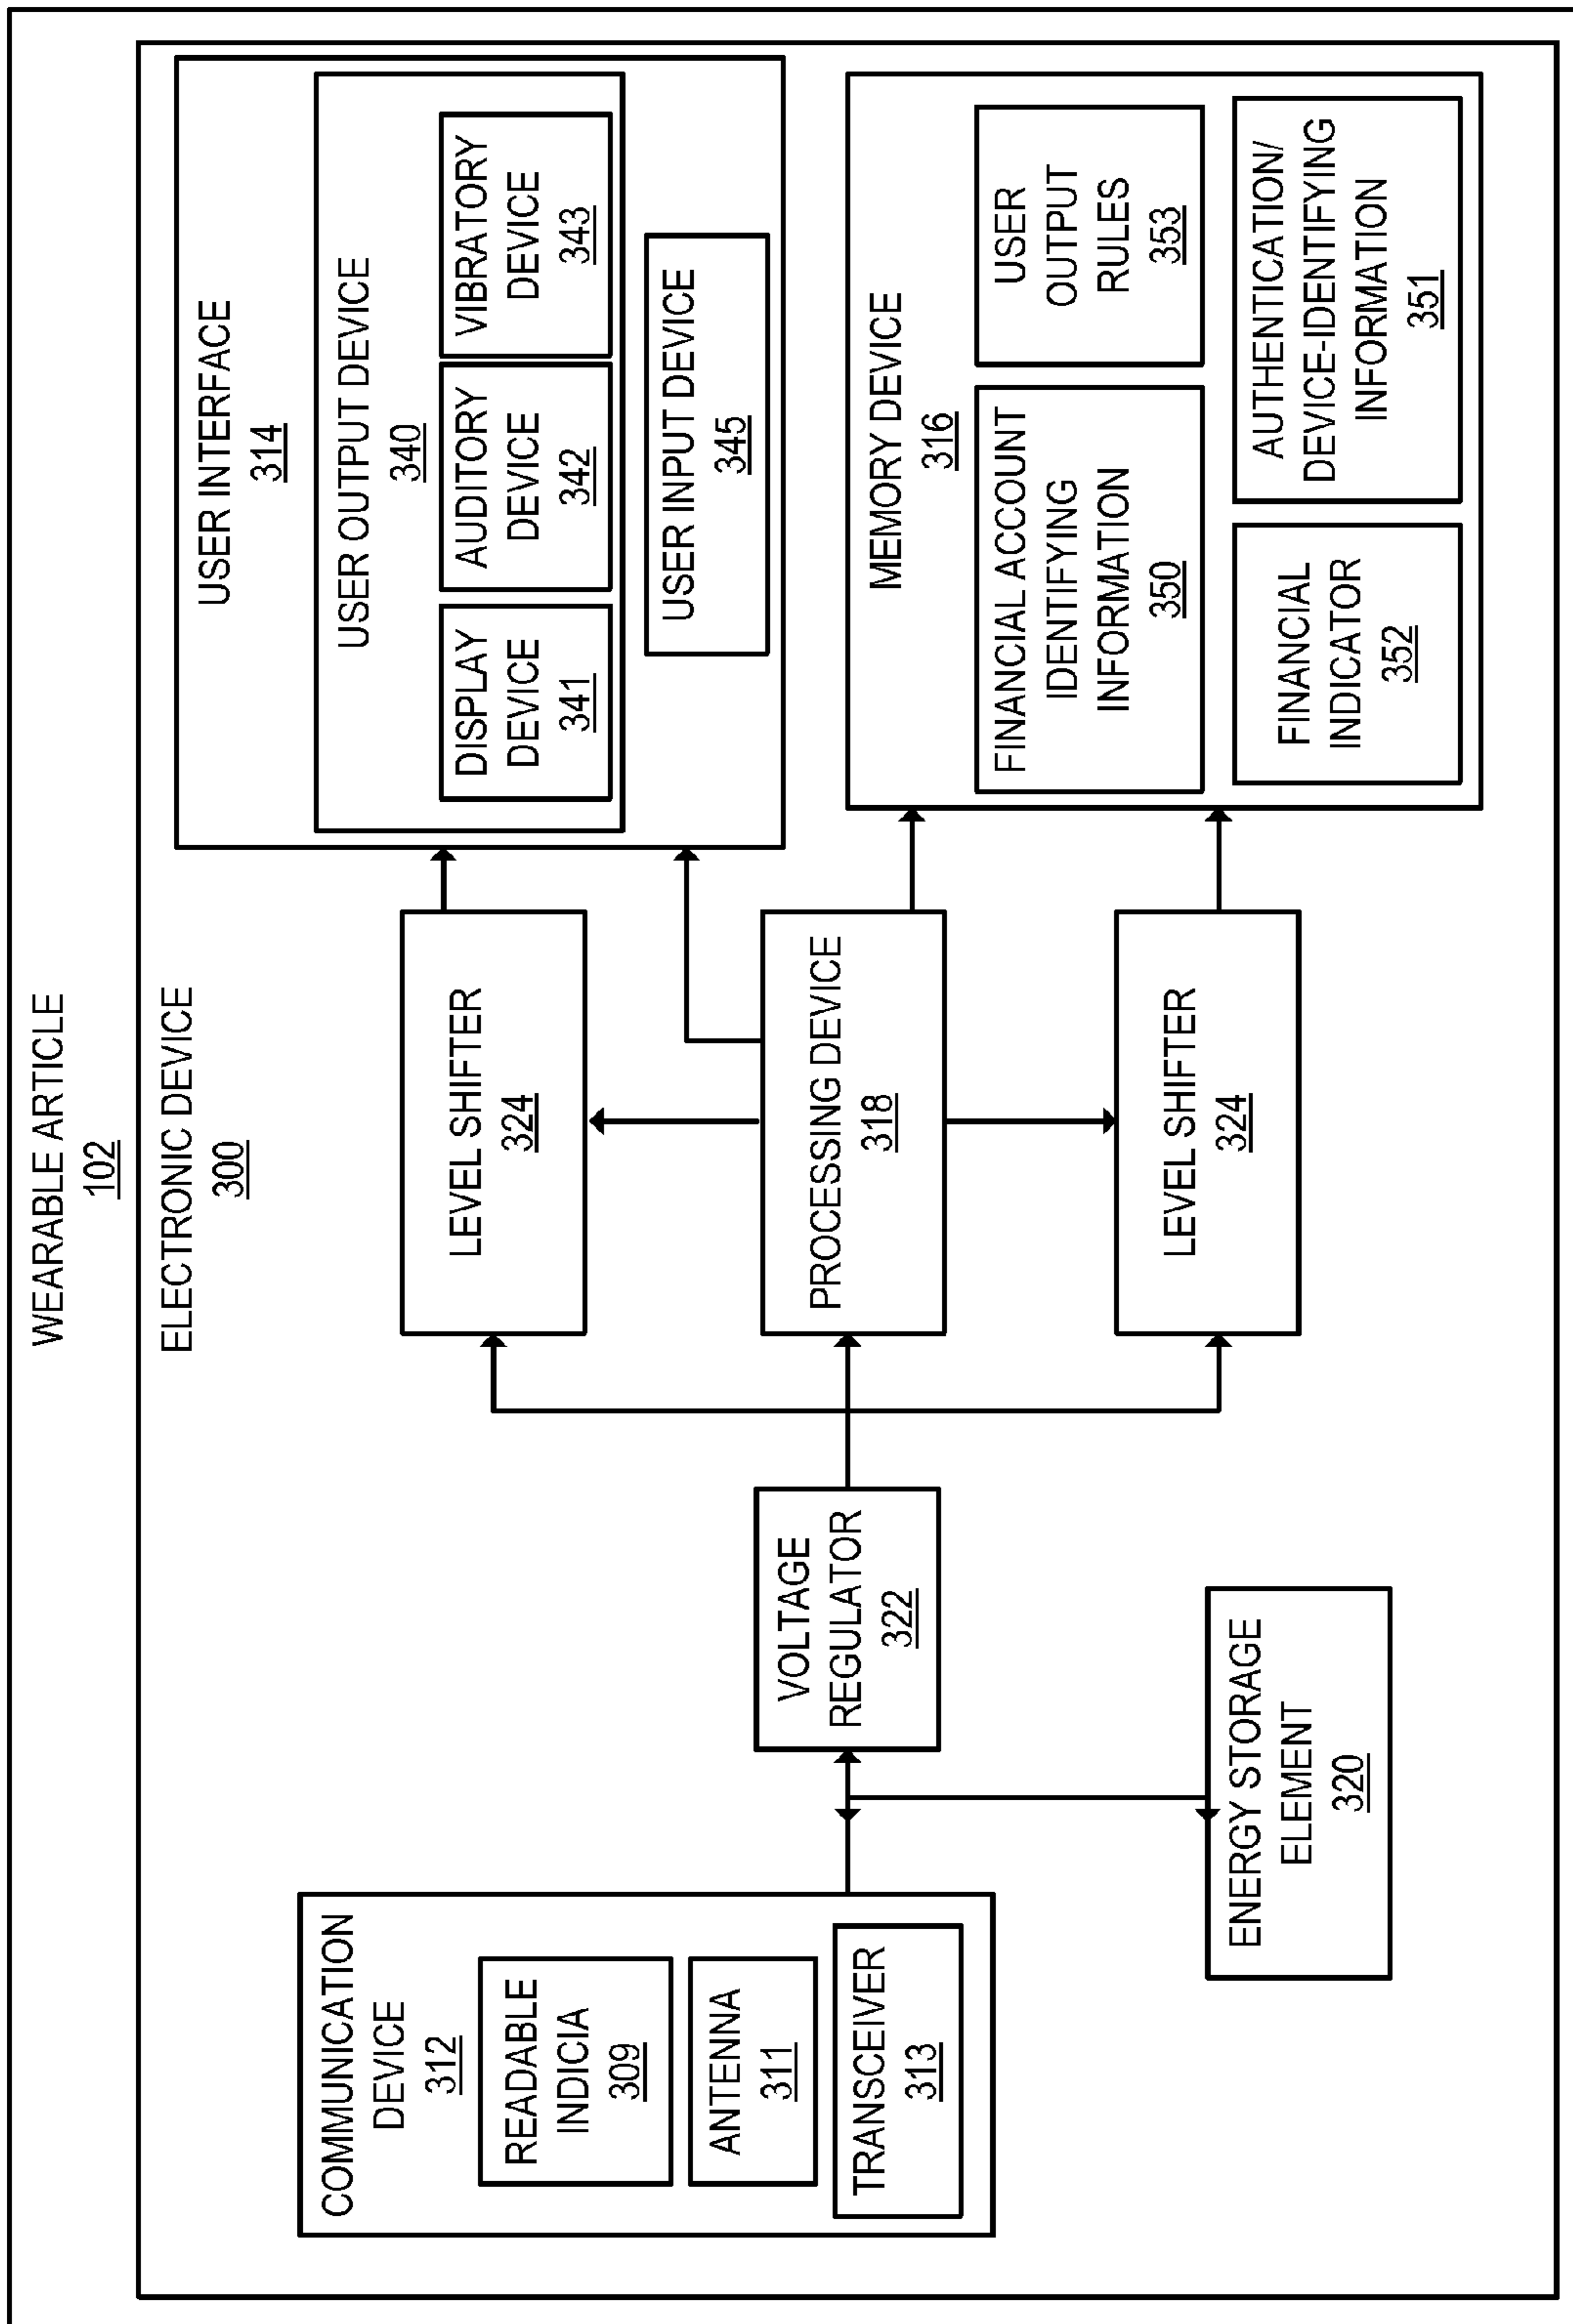 WEARABLE ARTICLE
102
ELECTRONIC DEVICE
300
COMMUNICATION
DEVICE
312
READABLE
INDICIA
309
ANTENNA
311
TRANSCEIVER
313
VOLTAGE
REGULATOR
322
ENERGY STORAGE
ELEMENT
320
LEVEL SHIFTER
324
PROCESSING DEVICE
318
LEVEL SHIFTER
324
USER INTERFACE
314
USER OUTPUT DEVICE
340
DISPLAY
DEVICE
341
AUDITORY
DEVICE
342
VIBRATORY
DEVICE
343
USER INPUT DEVICE
345
MEMORY DEVICE
316
FINANCIAL ACCOUNT
IDENTIFYING
INFORMATION
350
USER
OUTPUT
RULES
353
FINANCIAL
INDICATOR
352
AUTHENTICATION/
DEVICE-IDENTIFYING
INFORMATION
351